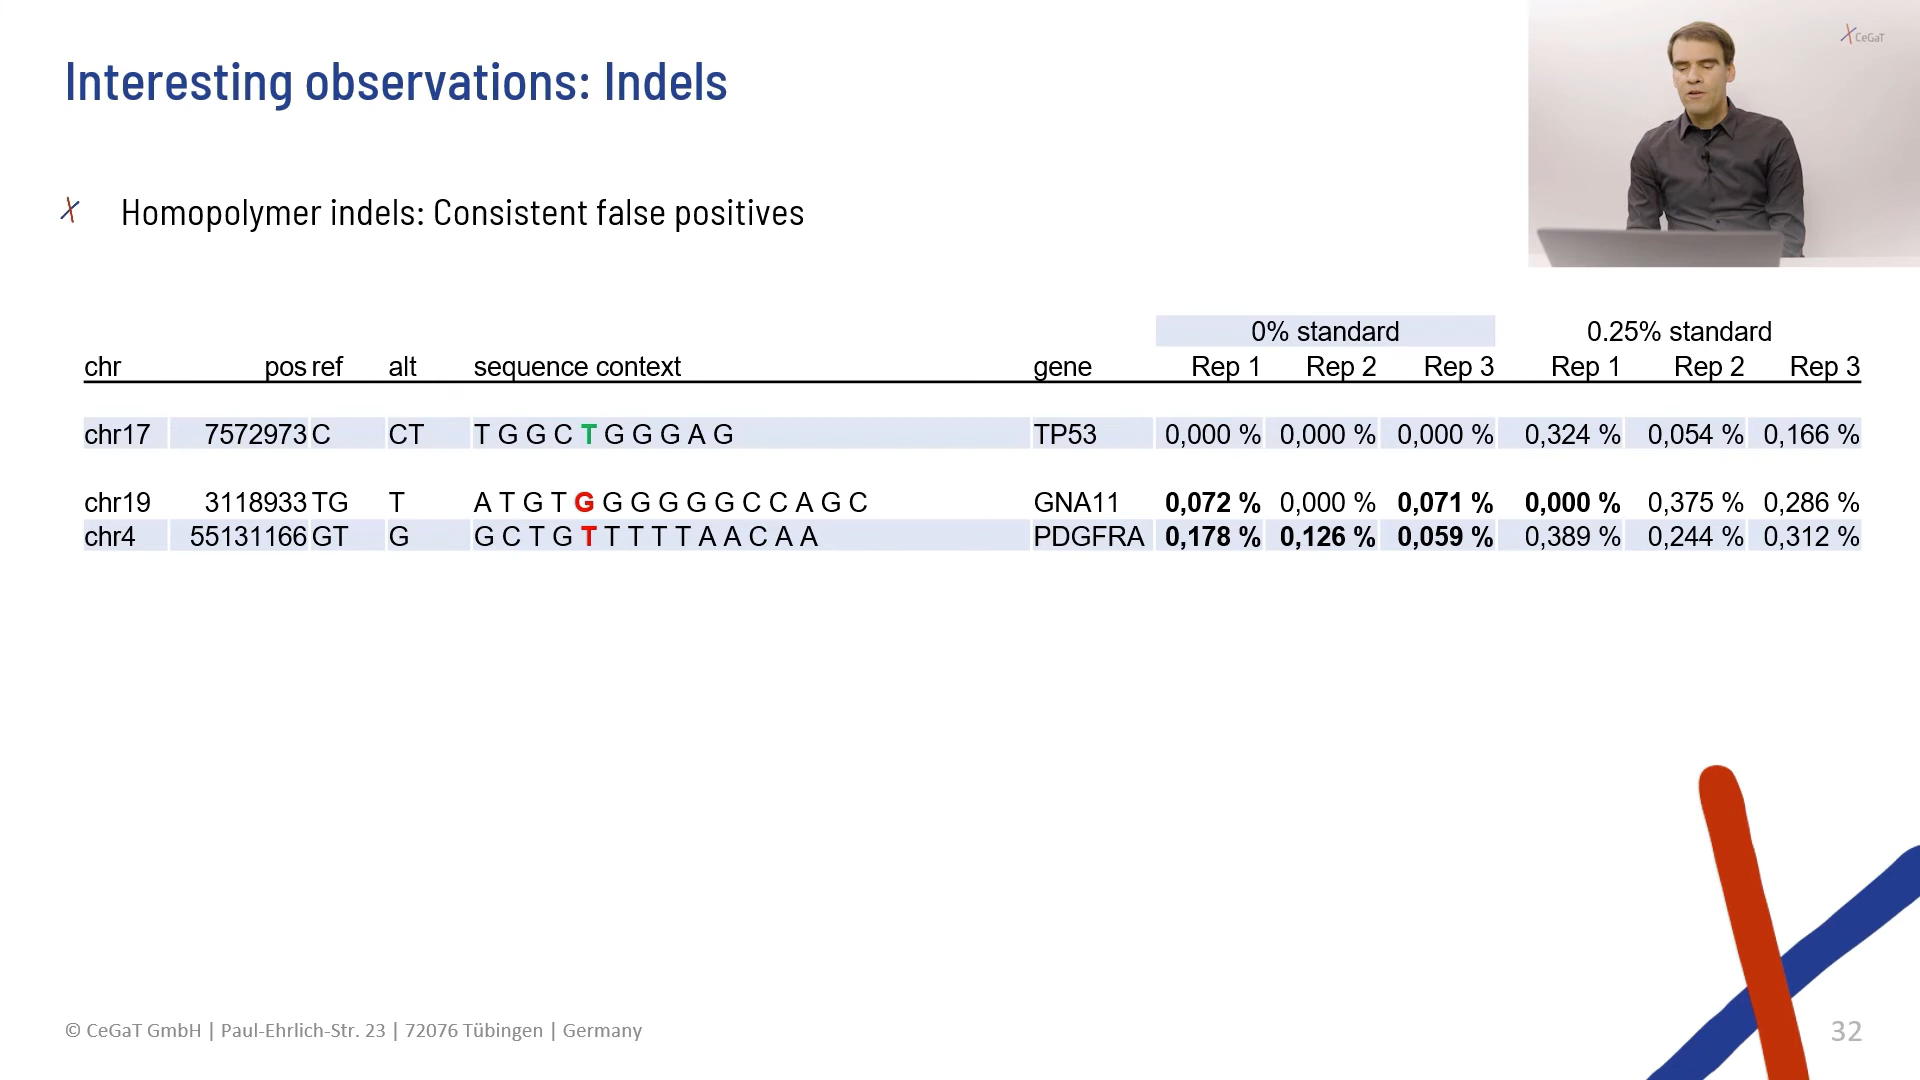 Interesting observations: Indels
CeGaT
Homopolymer indels: Consistent false positives
0% standard 0.25% standard
chr pos ref alt sequence context gene Rep 1 Rep 2 Rep 3 Rep 1 Rep 2 Rep 3
chr17 7572973 C CT T G G C T G G G A G TP53 0,000 % 0,000 % 0,000 % 0,324 % 0,054 % 0,166 %
chr19 3118933 TG T A T G T G G G G G G C C A G C GNA11 0,072 % 0,000 % 0,071 % 0,000 % 0,375 % 0,286 %
chr4 55131166 GT G G C T G T T T T T A A C A A PDGFRA 0,178 % 0,126 % 0,059 % 0,389 % 0,244 % 0,312 %
© CeGaT GmbH | Paul-Ehrlich-Str. 23 | 72076 Tübingen | Germany
32